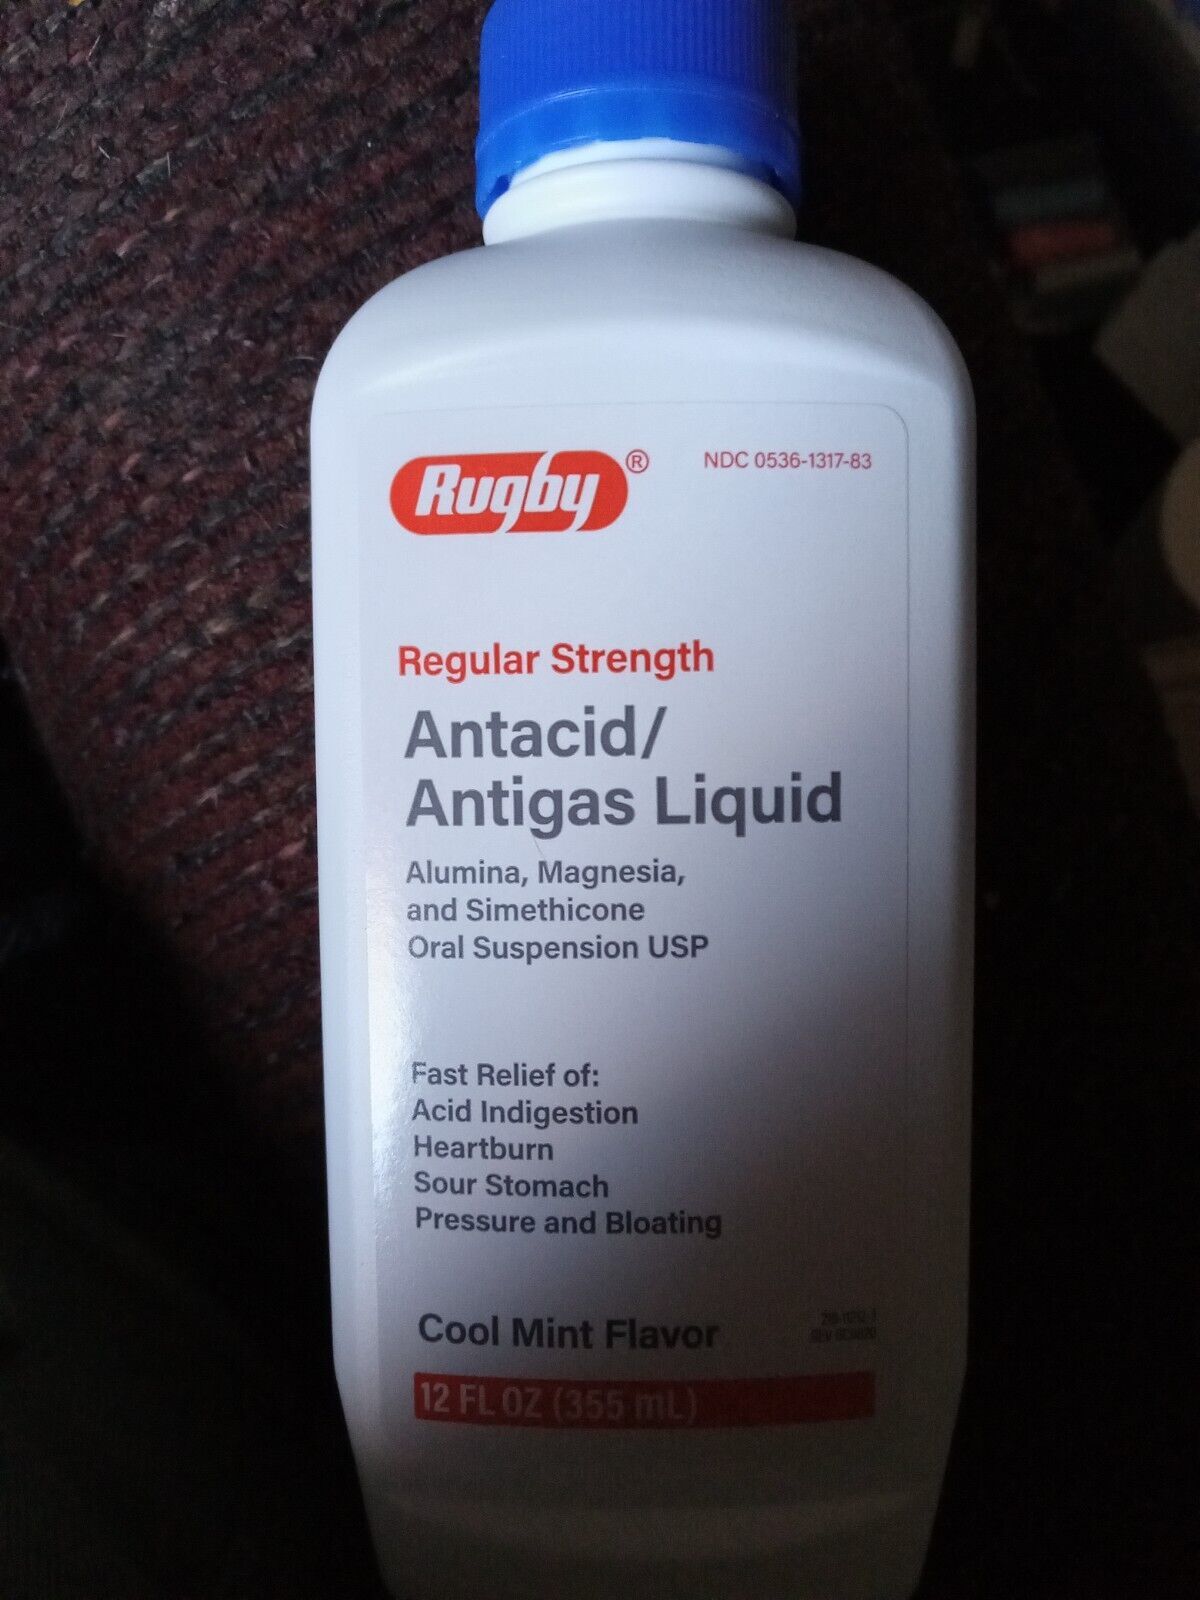 Rugby®
NDC 0536-1317-83
Regular Strength
Antacid/
Antigas Liquid
Alumina, Magnesia,
and Simethicone
Oral Suspension USP
Fast Relief of:
Acid Indigestion
Heartburn
Sour Stomach
Pressure and Bloating
Cool Mint Flavor
12 FL OZ (355 mL)